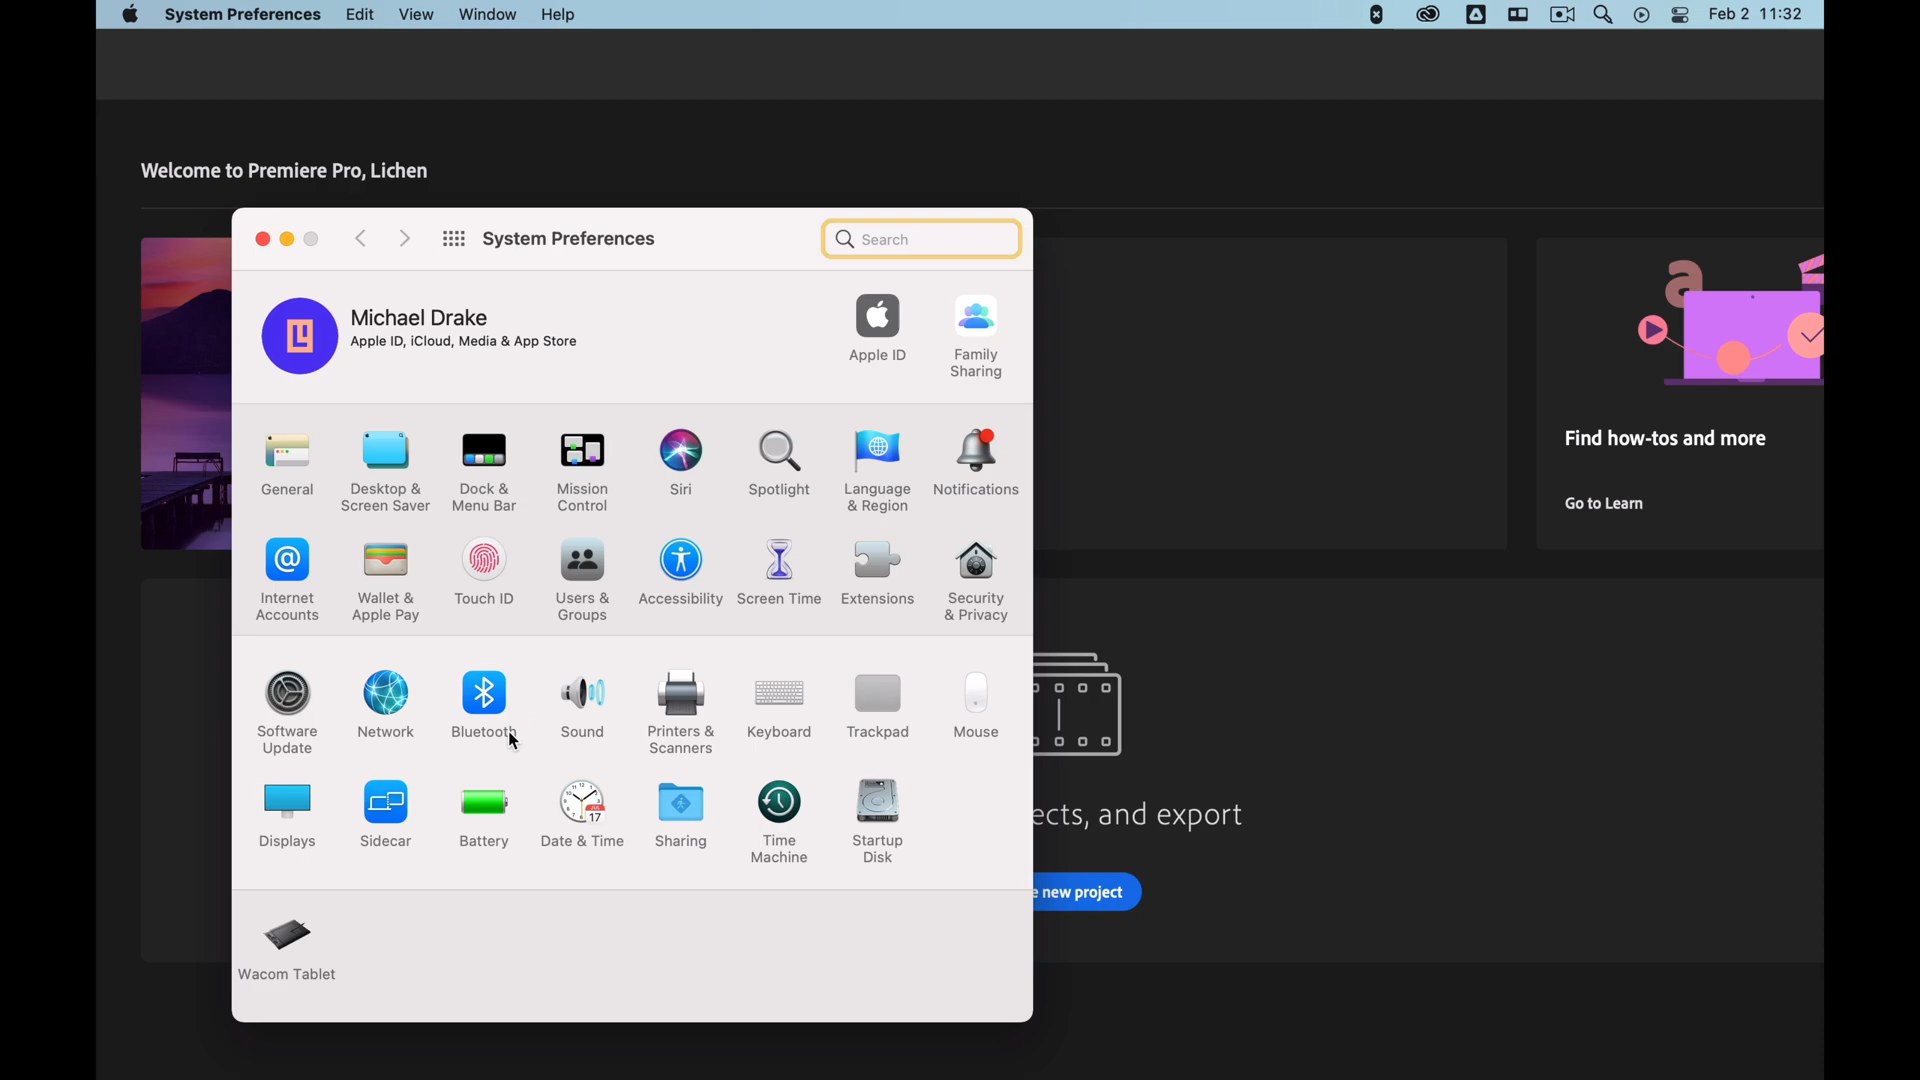 System Preferences Edit View Window Help Feb 2 11:32
Welcome to Premiere Pro, Lichen
System Preferences
Search
Michael Drake
Apple ID, iCloud, Media & App Store
Apple ID
Family
Sharing
General
Desktop &
Screen Saver
Dock &
Menu Bar
Mission
Control
Siri
Spotlight
Language
& Region
Notifications
Internet
Accounts
Wallet &
Apple Pay
Touch ID
Users &
Groups
Accessibility
Screen Time
Extensions
Security
& Privacy
Software
Update
Network
Bluetooth
Sound
Printers &
Scanners
Keyboard
Trackpad
Mouse
Displays
Sidecar
Battery
JUL
17
Date & Time
Sharing
Time
Machine
Startup
Disk
Wacom Tablet
a
Find how-tos and more
Go to Learn
ects, and export
e new project